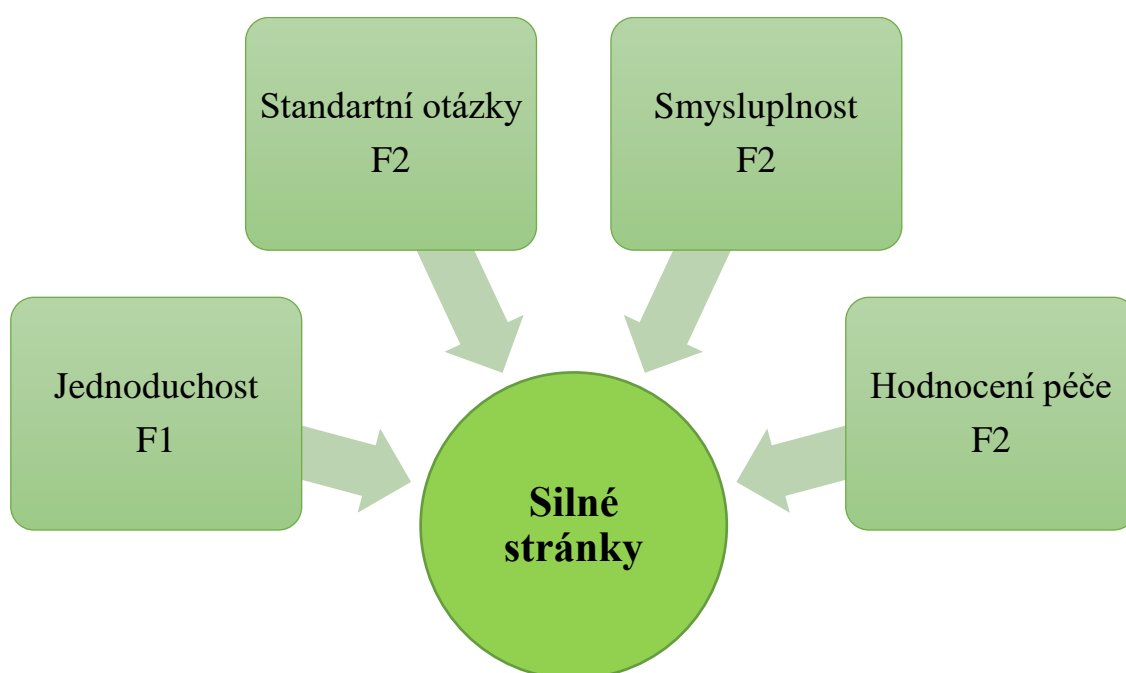 Standartní otázky
F2
Smysluplnost
F2
Jednoduchost
F1
Hodnocení péče
F2
Silné
stránky